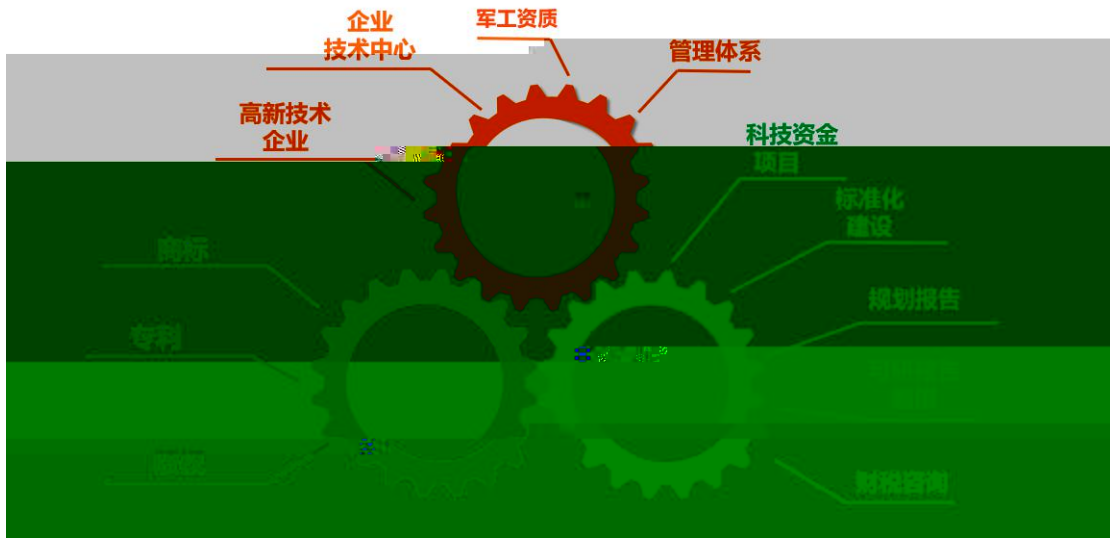 企业
技术中心
军工资质
管理体系
高新技术
企业
科技资金
项目
标准化
建设
商标
规划报告
专利
财税咨询